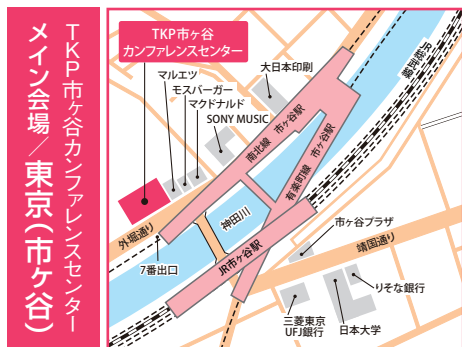 TKP市ヶ谷カンファレンスセンター
メイン会場／東京(市ヶ谷)
TKP市ヶ谷
カンファレンスセンター
マルエツ
モスバーガー
マクドナルド
SONY MUSIC
大日本印刷
JR総武線
南北線 市ヶ谷駅
有楽町線 市ヶ谷駅
外堀通り
神田川
7番出口
JR市ヶ谷駅
市ヶ谷プラザ
靖国通り
りそな銀行
三菱東京
UFJ銀行
日本大学